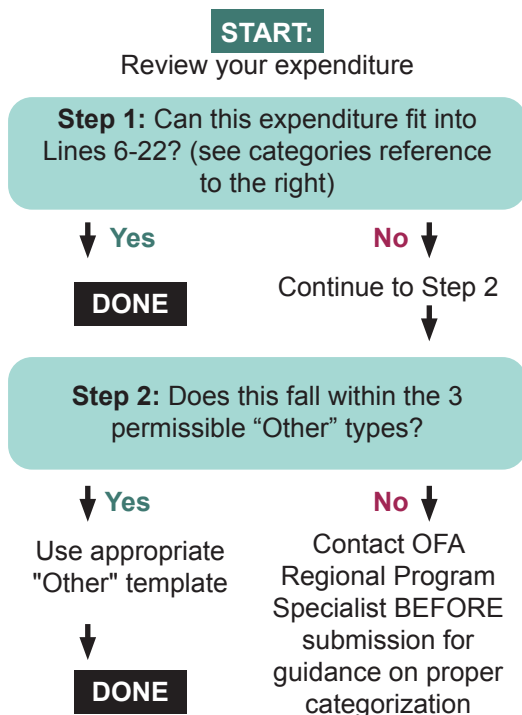 START:
Review your expenditure
Step 1: Can this expenditure fit into
Lines 6-22? (see categories reference
to the right)
Yes
No
DONE
Continue to Step 2
Step 2: Does this fall within the 3
permissible “Other” types?
Yes
No
Use appropriate
"Other" template
DONE
Contact OFA
Regional Program
Specialist BEFORE
submission for
guidance on proper
categorization